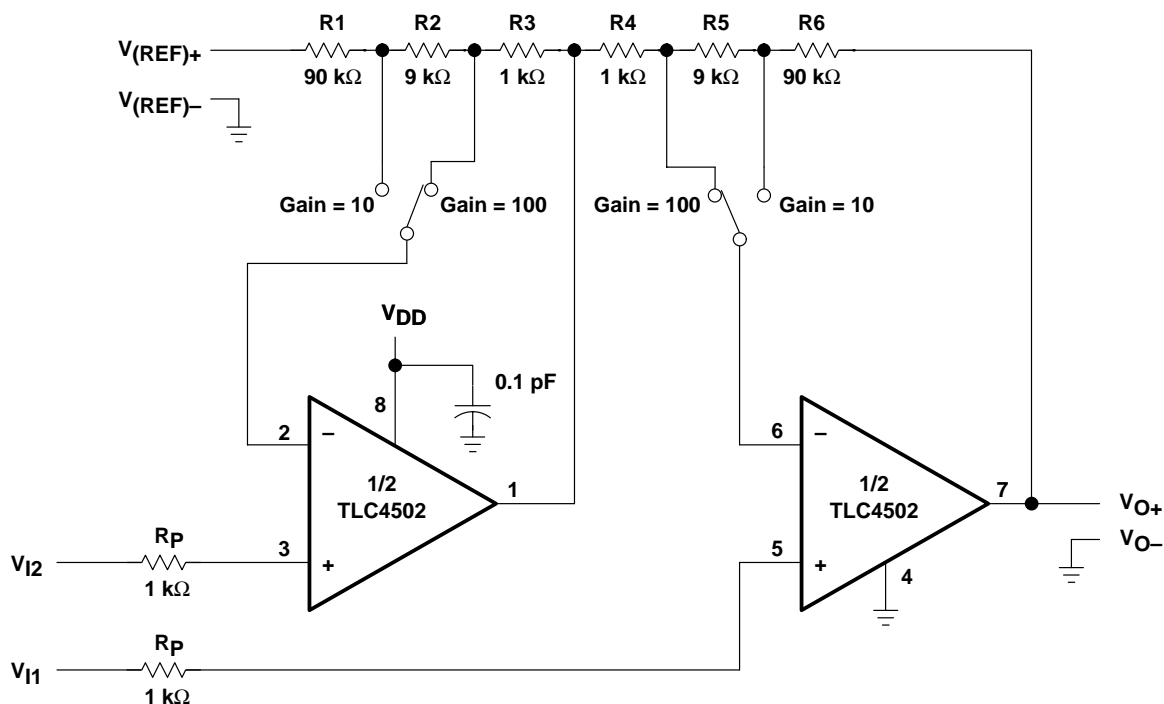 R1 R2 R3 R4 R5 R6
V(REF)+
90 kΩ 9 kΩ 1 kΩ 1 kΩ 9 kΩ 90 kΩ
V(REF)–
Gain = 10 Gain = 100 Gain = 100 Gain = 10
VDD
0.1 pF
8
2 – 6 –
1/2 1 1/2 7
TLC4502 TLC4502
VO+
VO–
RP 3 + 5 +
VI2
1 kΩ 4
RP
VI1
1 kΩ